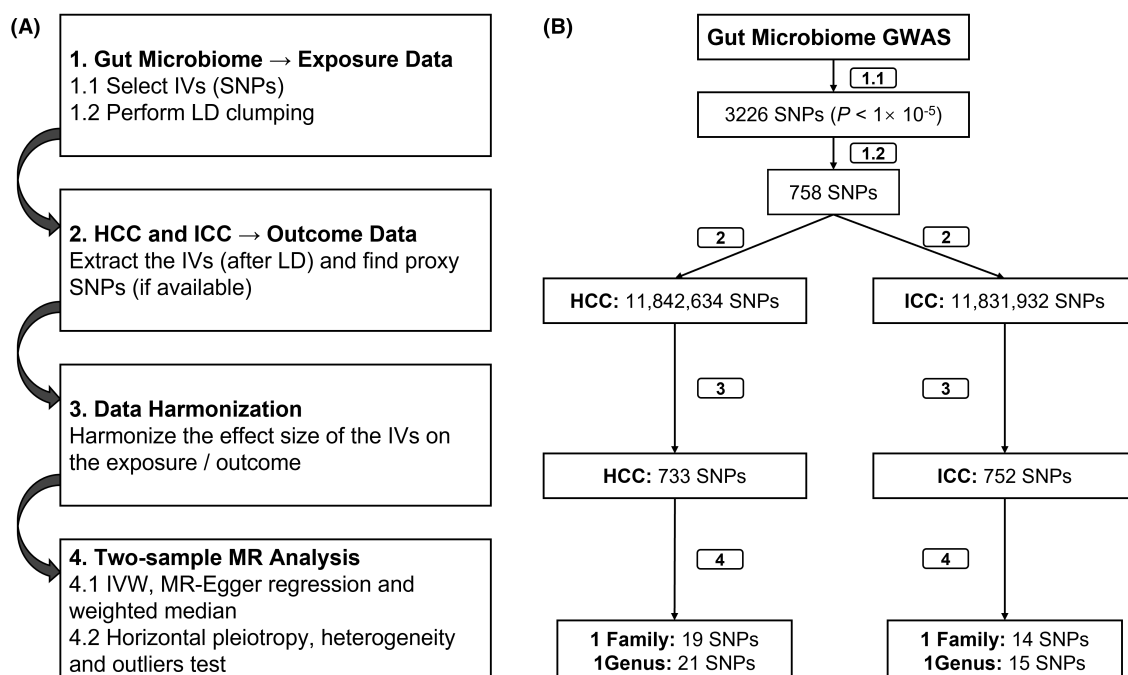 (A)
1. Gut Microbiome → Exposure Data
1.1 Select IVs (SNPs)
1.2 Perform LD clumping
2. HCC and ICC → Outcome Data
Extract the IVs (after LD) and find proxy
SNPs (if available)
3. Data Harmonization
Harmonize the effect size of the IVs on
the exposure / outcome
4. Two-sample MR Analysis
4.1 IVW, MR-Egger regression and
weighted median
4.2 Horizontal pleiotropy, heterogeneity
and outliers test
(B)
Gut Microbiome GWAS
1.1
3226 SNPs (P < 1× 10⁻⁵)
1.2
758 SNPs
2
2
HCC: 11,842,634 SNPs
ICC: 11,831,932 SNPs
3
3
HCC: 733 SNPs
ICC: 752 SNPs
4
4
1 Family: 19 SNPs
1Genus: 21 SNPs
1 Family: 14 SNPs
1Genus: 15 SNPs